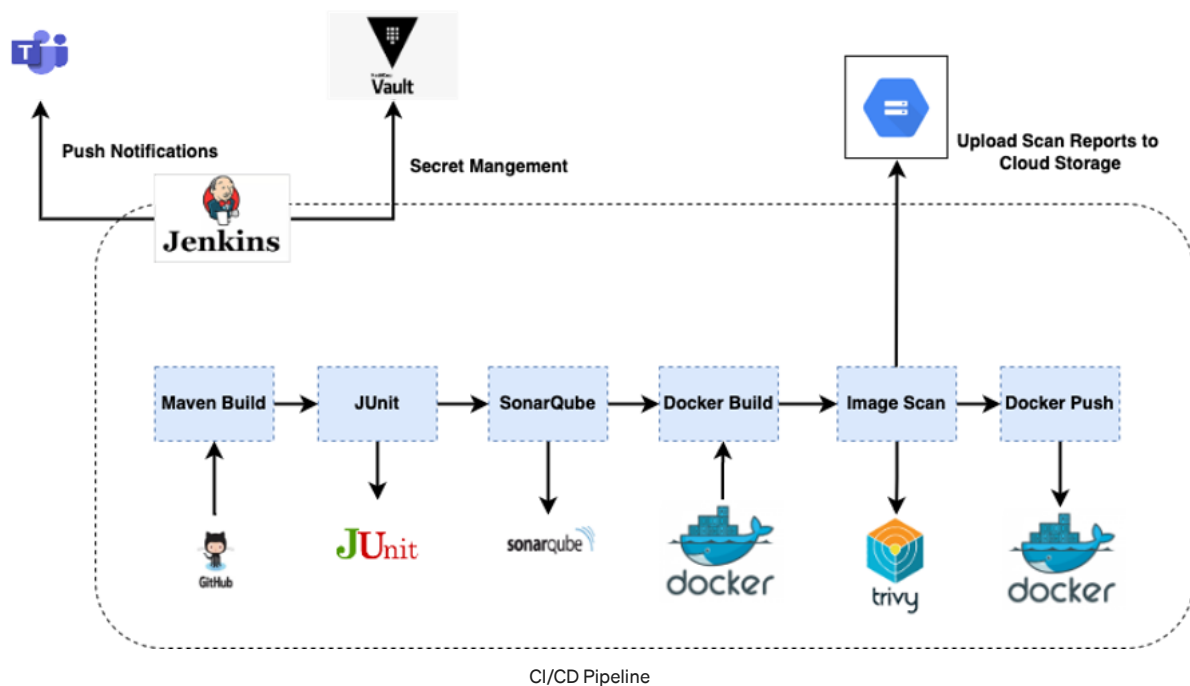 T
HashiCorp
Vault
Push Notifications
Secret Mangement
Upload Scan Reports to
Cloud Storage
Jenkins
Maven Build
JUnit
SonarQube
Docker Build
Image Scan
Docker Push
GitHub
JUnit
sonarqube
docker
trivy
docker
CI/CD Pipeline